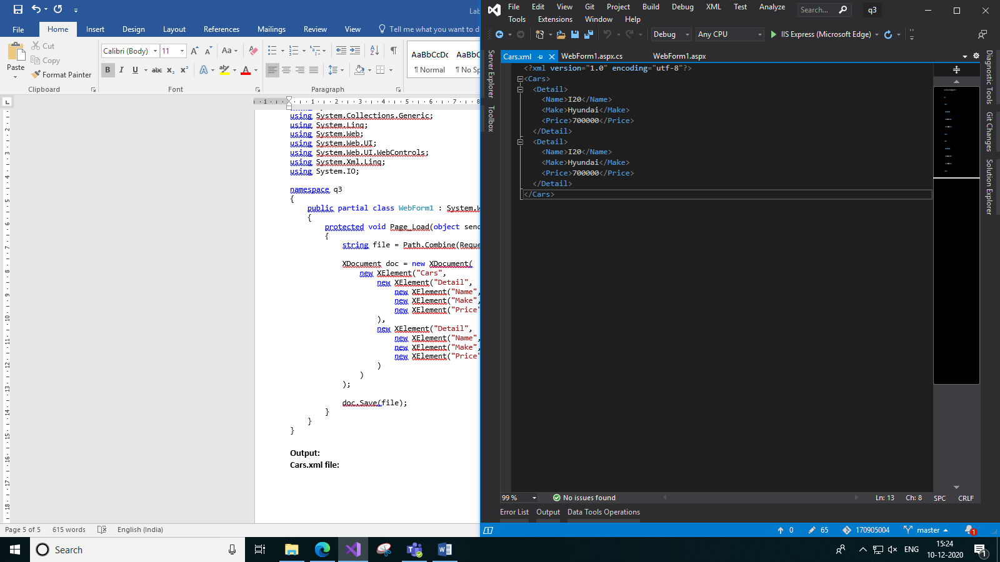 Lab
File
Home
Insert
Design
Layout
References
Mailings
Review
View
Tell me what you want to d
Paste
Cut
Copy
Format Painter
Clipboard
Calibri (Body)
11
Font
Paragraph
AaBbCcDc
AaBbC
¶ Normal
¶ No Sp
using System.Collections.Generic;
using System.Linq;
using System.Web;
using System.Web.UI;
using System.Web.UI.WebControls;
using System.Xml.Linq;
using System.IO;
namespace q3
{
public partial class WebForm1 : System.W
{
protected void Page_Load(object send
{
string file = Path.Combine(Reque
XDocument doc = new XDocument(
new XElement("Cars",
new XElement("Detail",
new XElement("Name",
new XElement("Make",
new XElement("Price"
),
new XElement("Detail",
new XElement("Name",
new XElement("Make",
new XElement("Price"
)
)
);
doc.Save(file);
}
}
}
Output:
Cars.xml file:
Page 5 of 5
615 words
English (India)
File
Edit
View
Git
Project
Build
Debug
XML
Test
Analyze
Search...
q3
Tools
Extensions
Window
Help
Debug
Any CPU
IIS Express (Microsoft Edge)
Server Explorer
Toolbox
Cars.xml
WebForm1.aspx.cs
WebForm1.aspx
<?xml version="1.0" encoding="utf-8"?>
<Cars>
<Detail>
<Name>I20</Name>
<Make>Hyundai</Make>
<Price>700000</Price>
</Detail>
<Detail>
<Name>I20</Name>
<Make>Hyundai</Make>
<Price>700000</Price>
</Detail>
</Cars>
Diagnostic Tools
Git Changes
Solution Explorer
99 %
No issues found
Ln: 13
Ch: 8
SPC
CRLF
Error List
Output
Data Tools Operations
0
65
170905004
master
1
Search
ENG
15:24
10-12-2020
1